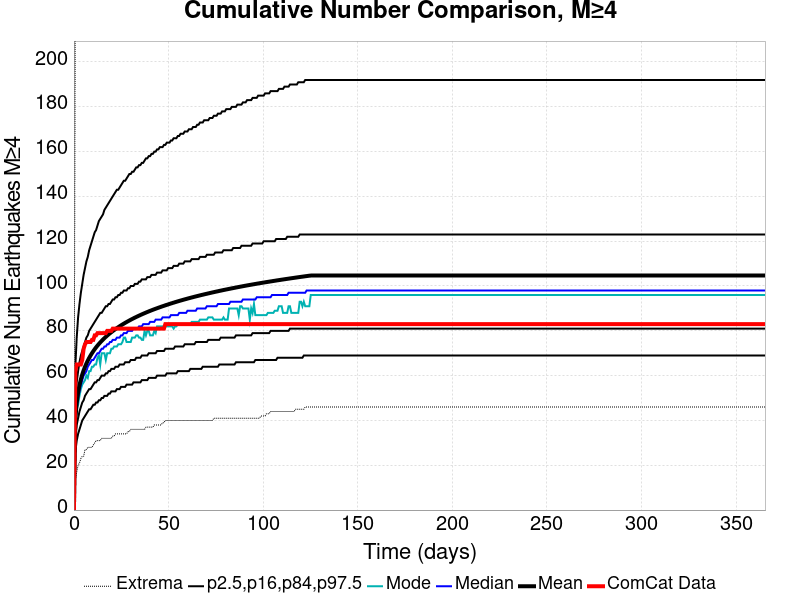 Cumulative Number Comparison, M≥4
Cumulative Num Earthquakes M≥4
200
180
160
140
120
100
80
60
40
20
0
0 50 100 150 200 250 300 350
Time (days)
Extrema p2.5,p16,p84,p97.5 Mode Median Mean ComCat Data